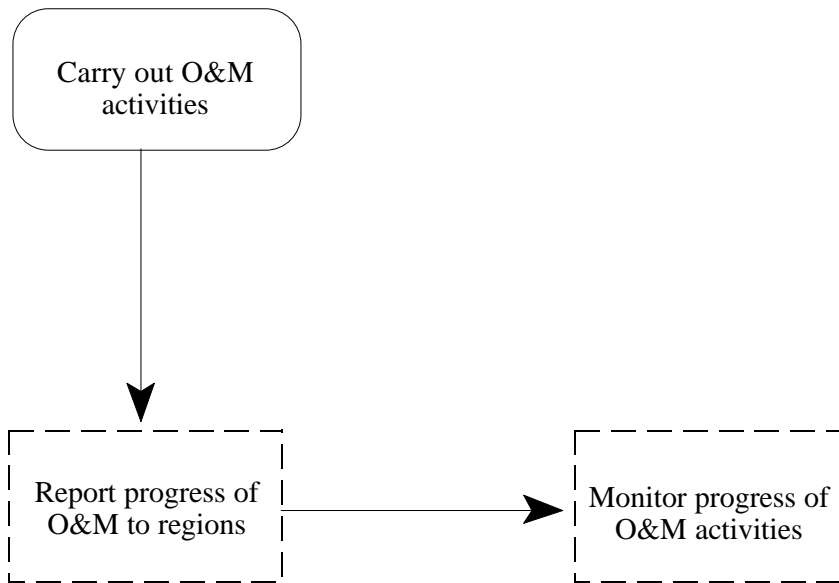 Carry out O&M
activities
Report progress of
O&M to regions
Monitor progress of
O&M activities